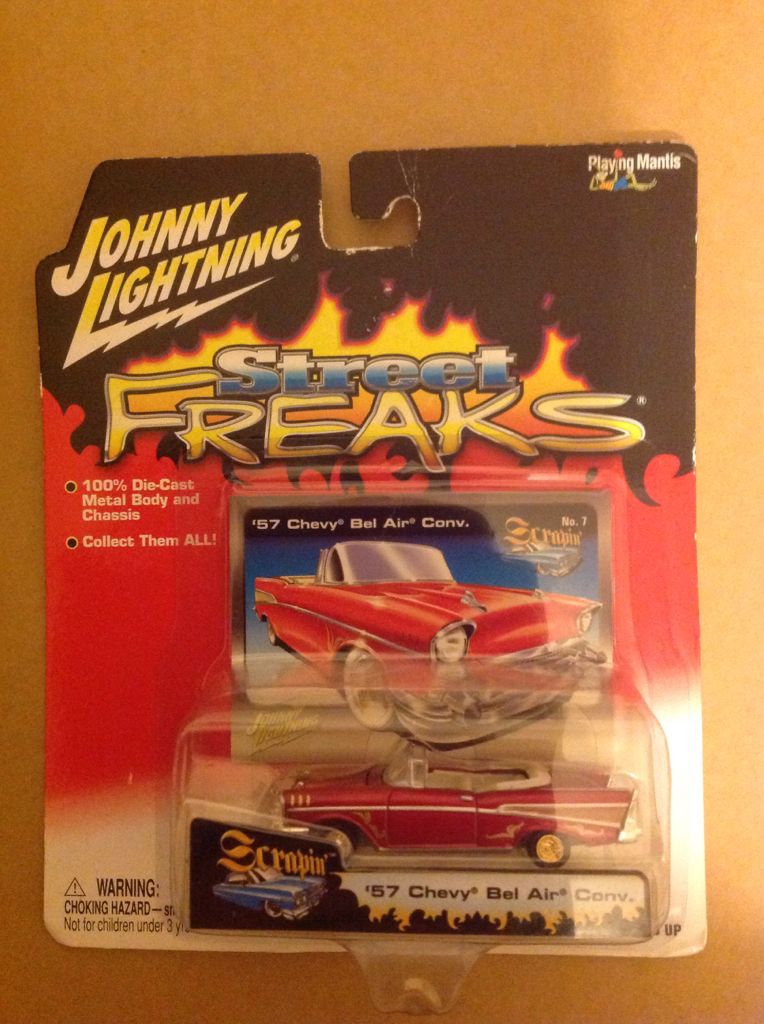 Playing Mantis
JOHNNY
LIGHTNING®
Street
FREAKS®
100% Die-Cast
Metal Body and
Chassis
Collect Them ALL!
'57 Chevy® Bel Air® Conv.
No. 7
Scrapin'
JOHNNY
LIGHTNING
Scrapin'
'57 Chevy® Bel Air® Conv.
WARNING:
CHOKING HAZARD—
Not for children under 3
UP